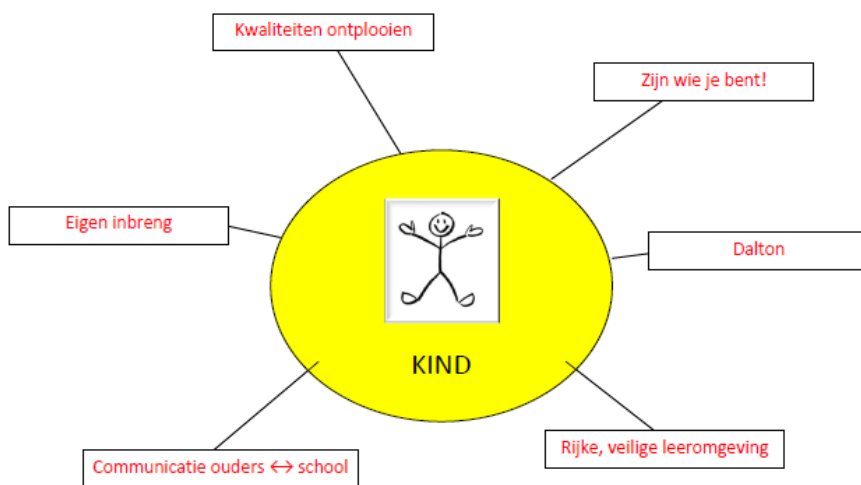 Kwaliteiten ontplooien
Zijn wie je bent!
Eigen inbreng
Dalton
KIND
Rijke, veilige leeromgeving
Communicatie ouders ↔ school